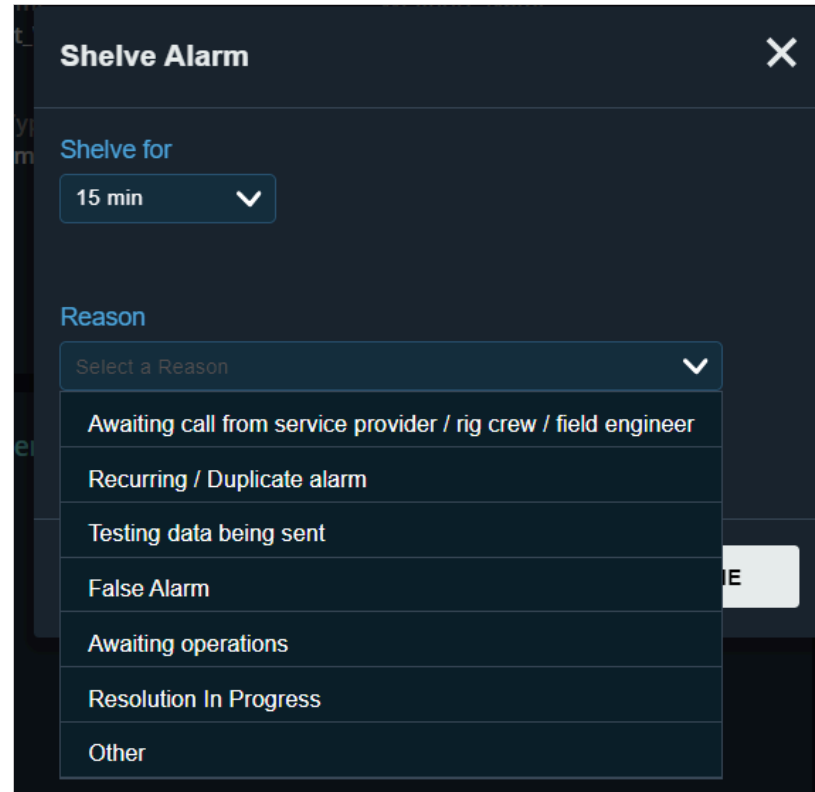 Shelve Alarm
Shelve for
15 min
Reason
Select a Reason
Awaiting call from service provider / rig crew / field engineer
Recurring / Duplicate alarm
Testing data being sent
False Alarm
Awaiting operations
Resolution In Progress
Other